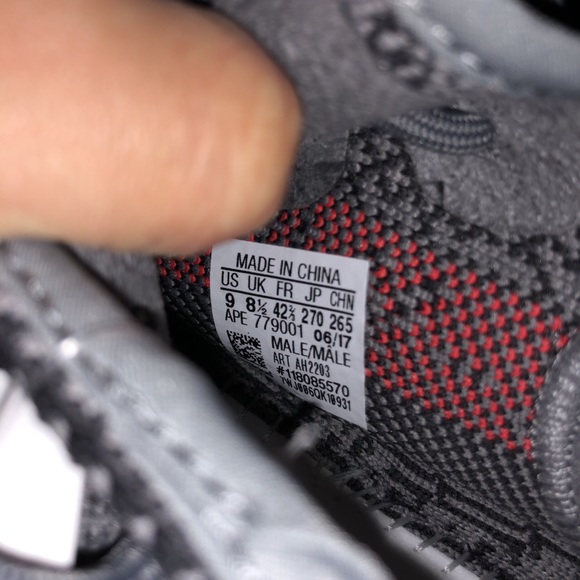 MADE IN CHINA
US UK FR JP CHN
9 8½ 42⅔ 270 265
APE 779001 06/17
MALE/MALE
ART AH2203
#118085570